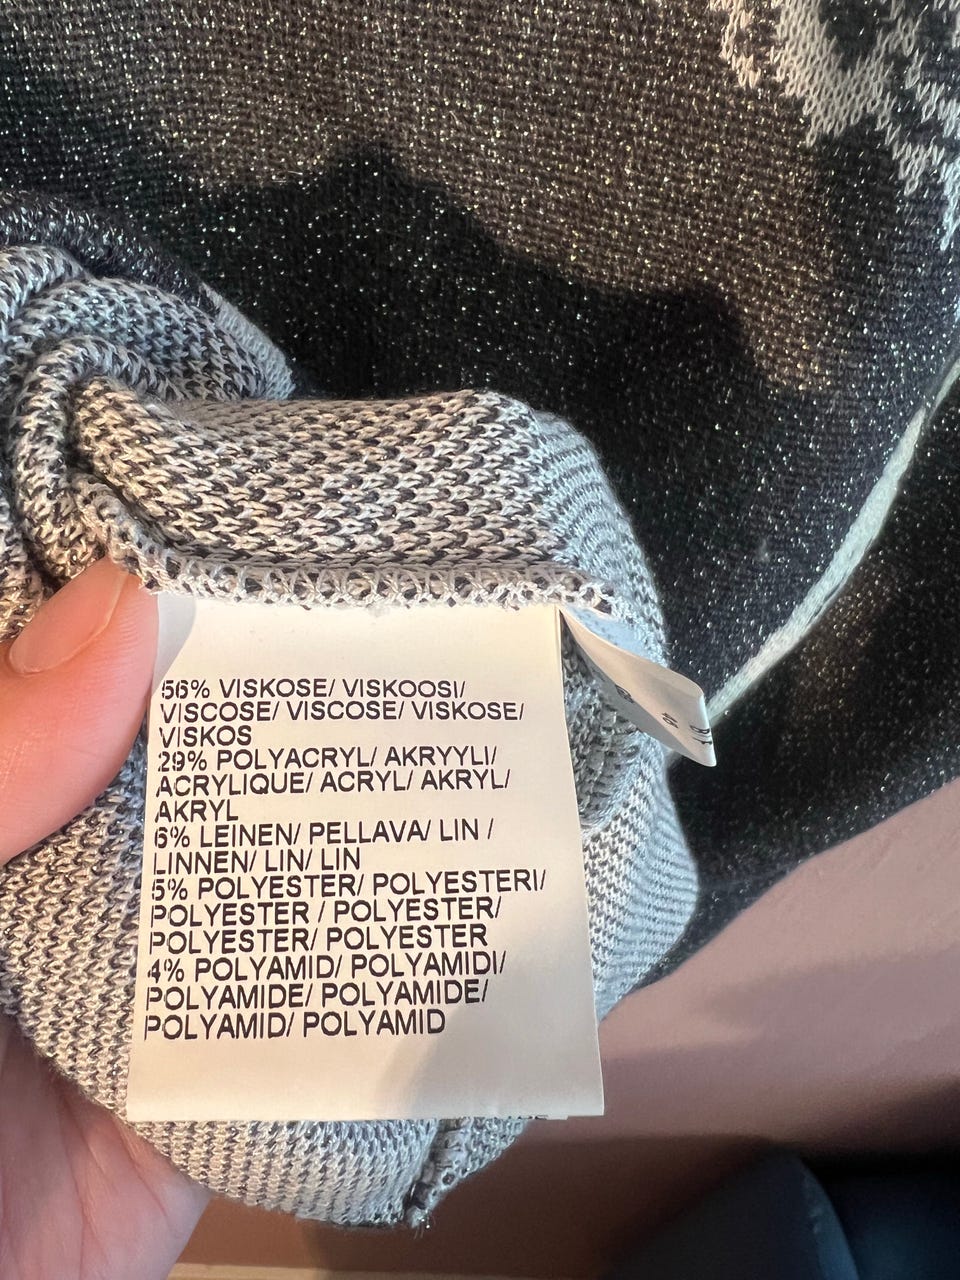 56% VISKOSE/ VISKOOSI/
VISCOSE/ VISCOSE/ VISKOSE/
VISKOS
29% POLYACRYL/ AKRYYLI/
ACRYLIQUE/ ACRYL/ AKRYL/
AKRYL
6% LEINEN/ PELLAVA/ LIN /
LINNEN/ LIN/ LIN
5% POLYESTER/ POLYESTERI/
POLYESTER / POLYESTER/
POLYESTER/ POLYESTER
4% POLYAMID/ POLYAMIDI/
POLYAMIDE/ POLYAMIDE/
POLYAMID/ POLYAMID